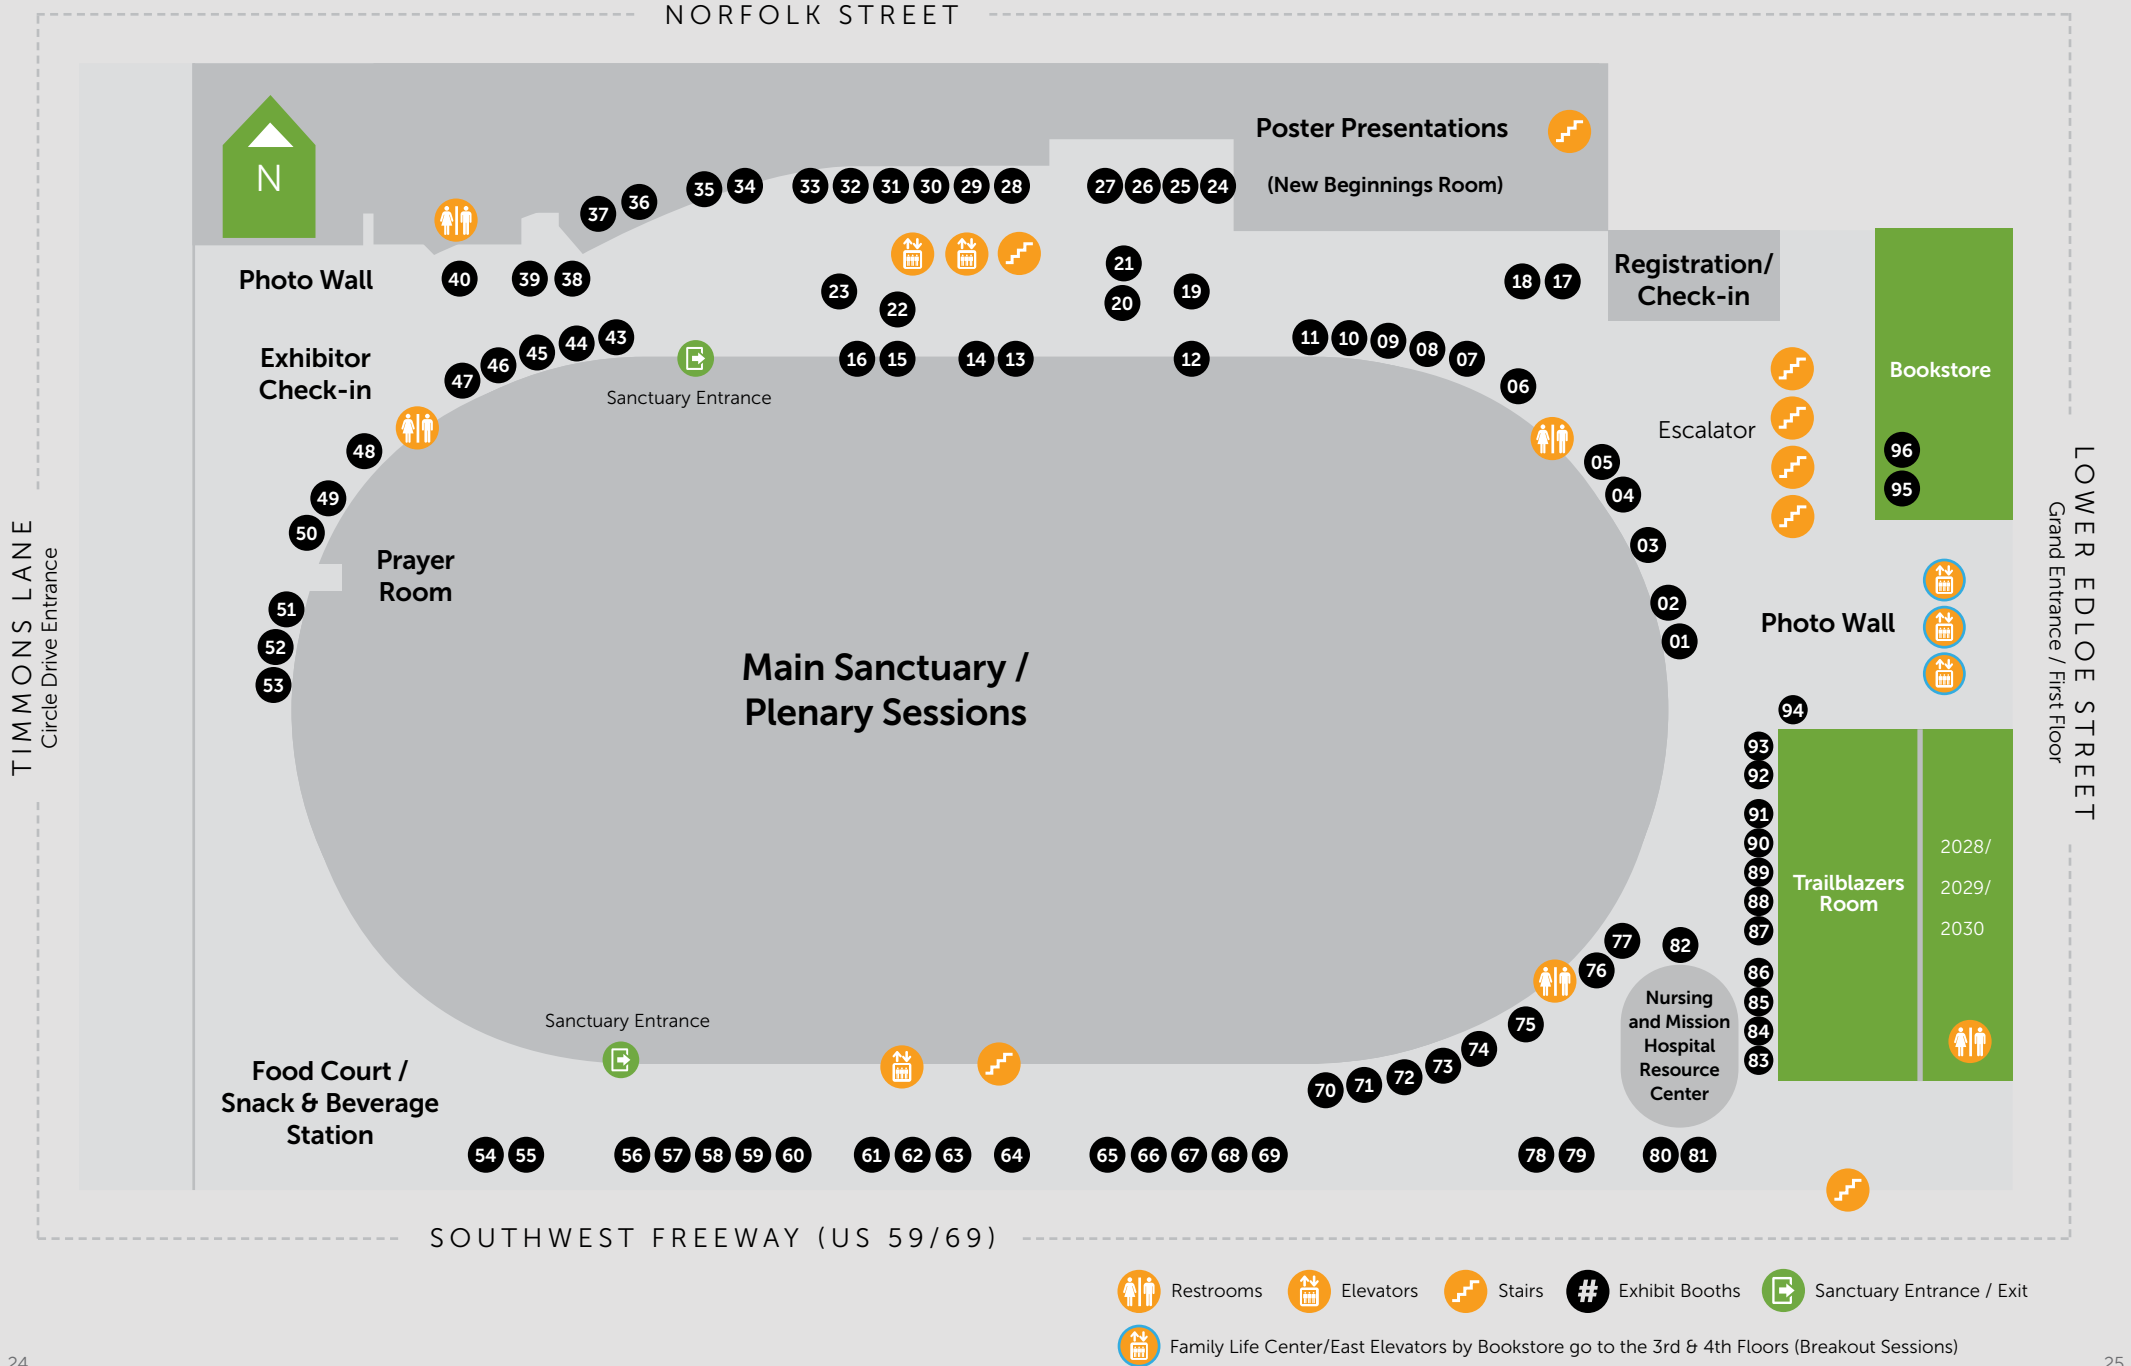 NORFOLK STREET
N
Poster Presentations
(New Beginnings Room)
37 36 35 34 33 32 31 30 29 28 27 26 25 24
Photo Wall
40 39 38
23 22 21 20 19
18 17
Registration/
Check-in
Exhibitor
Check-in
47 46 45 44 43
Sanctuary Entrance
16 15 14 13 12
11 10 09 08 07 06
Bookstore
Escalator
96
95
48
49
50
05
04
03
02
01
Prayer
Room
51
52
53
Main Sanctuary /
Plenary Sessions
Photo Wall
TIMMONS LANE
Circle Drive Entrance
LOWER EDLOE STREET
Grand Entrance / First Floor
94
93
92
91
90
89
88
87
86
85
84
83
Trailblazers
Room
2028/
2029/
2030
77
76
75
74
73
72
71
70
82
Nursing
and Mission
Hospital
Resource
Center
Sanctuary Entrance
Food Court /
Snack & Beverage
Station
54 55 56 57 58 59 60 61 62 63 64 65 66 67 68 69 78 79 80 81
SOUTHWEST FREEWAY (US 59/69)
Restrooms
Elevators
Stairs
# Exhibit Booths
Sanctuary Entrance / Exit
Family Life Center/East Elevators by Bookstore go to the 3rd & 4th Floors (Breakout Sessions)
24
25